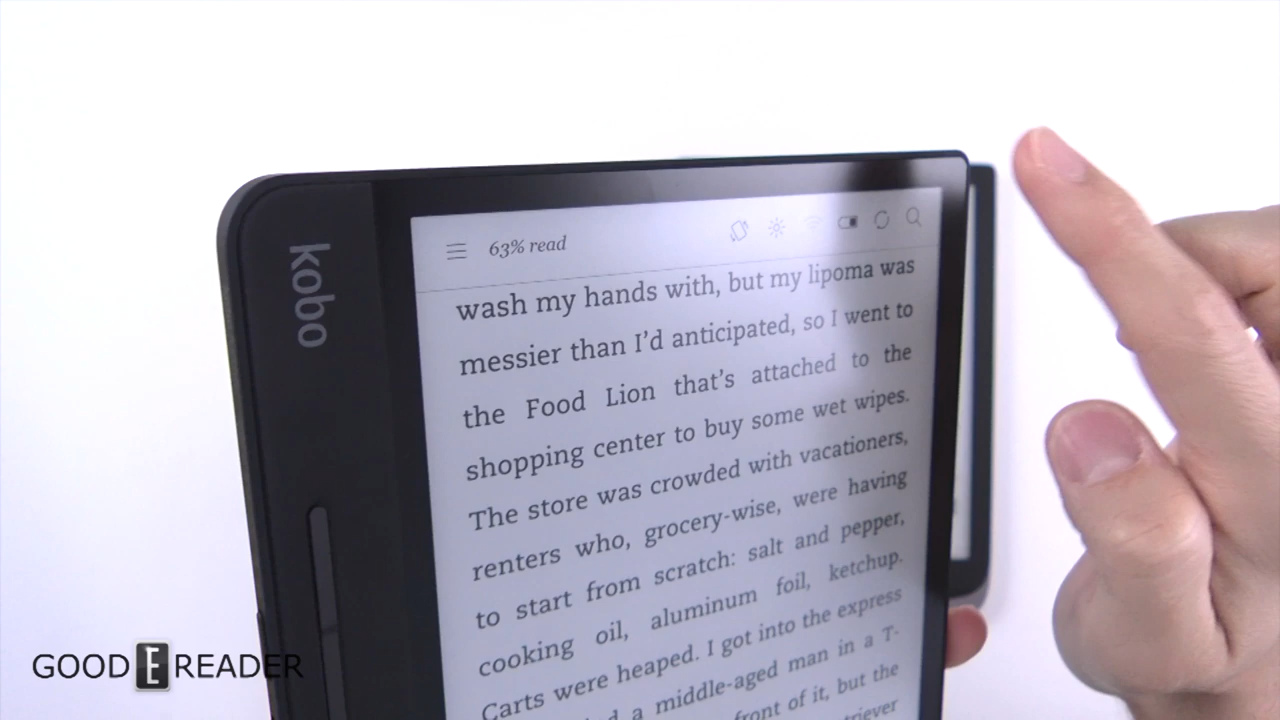 kobo
63% read
wash my hands with, but my lipoma was
messier than I'd anticipated, so I went to
the Food Lion that's attached to the
shopping center to buy some wet wipes.
The store was crowded with vacationers,
renters who, grocery-wise, were having
to start from scratch: salt and pepper,
cooking oil, aluminum foil, ketchup.
Carts were heaped. I got into the express
a middle-aged man in a T-
front of it, but the
GOOD E READER